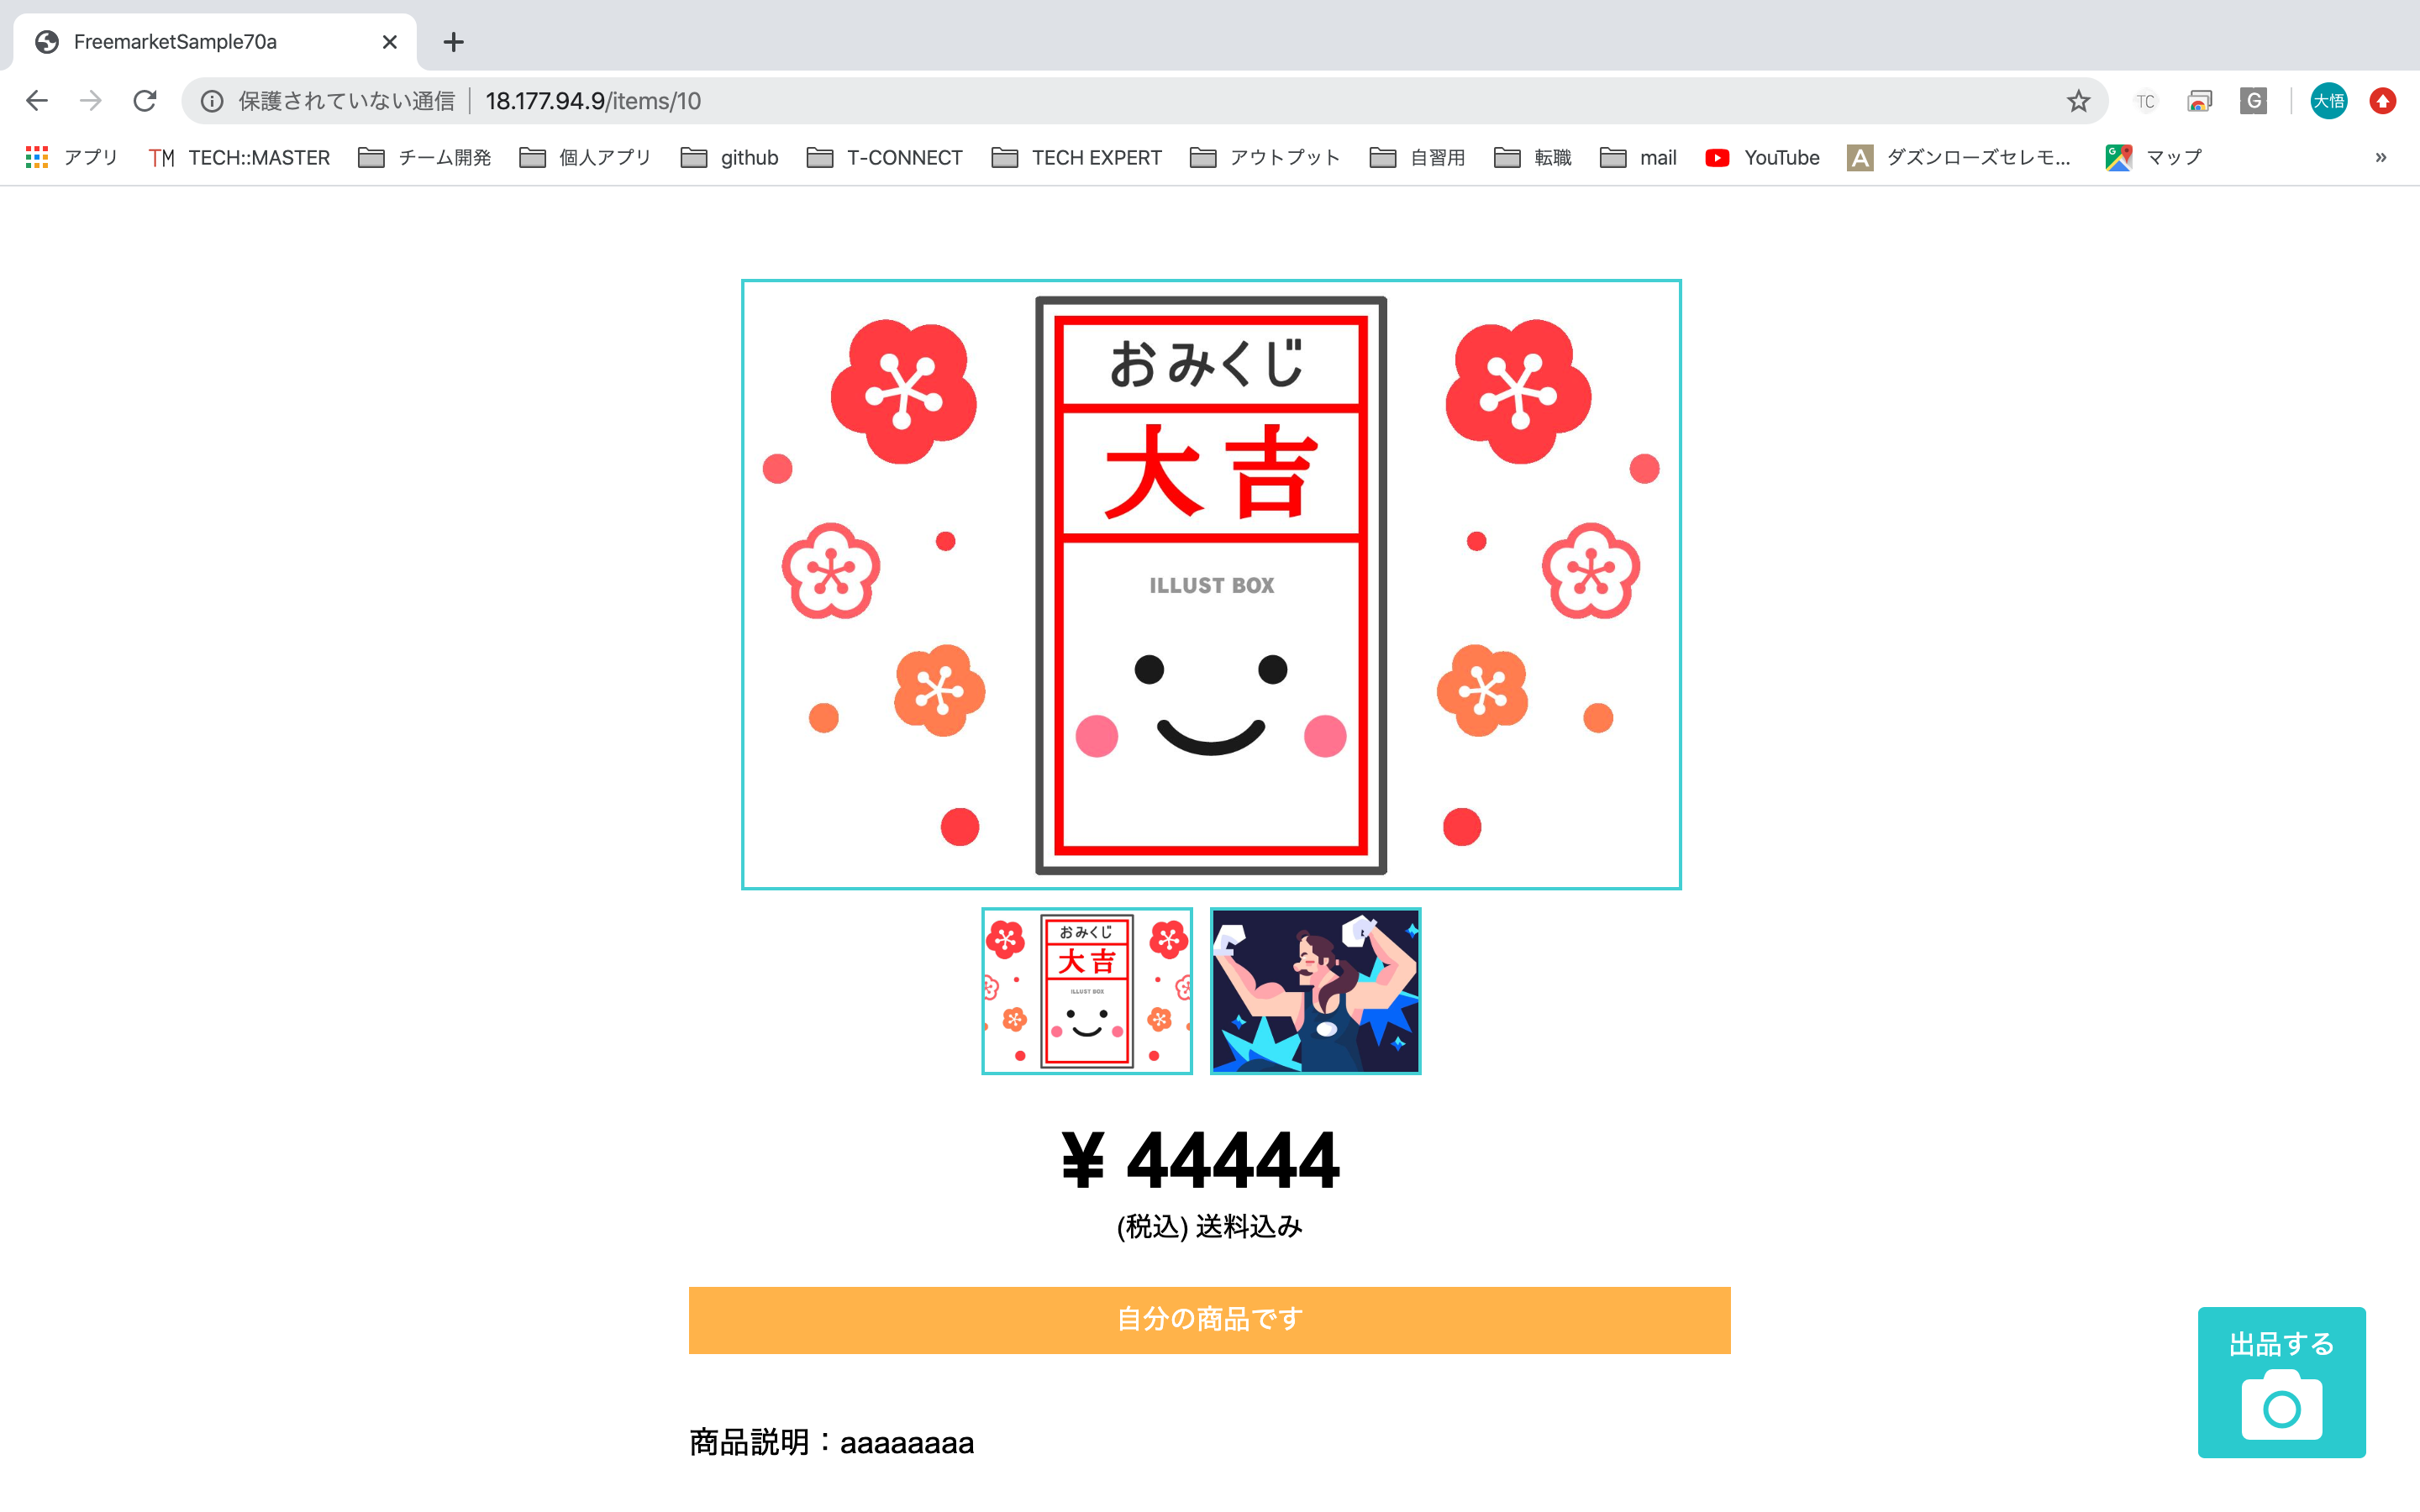 FreemarketSample70a
保護されていない通信 18.177.94.9/items/10
TC
G
大悟
アプリ TM TECH::MASTER チーム開発 個人アプリ github T-CONNECT TECH EXPERT アウトプット 自習用 転職 mail YouTube A ダズンローズセレモ... G マップ »
おみくじ
大吉
ILLUST BOX
おみくじ
大吉
ILLUST BOX
¥ 44444
(税込) 送料込み
自分の商品です
出品する
商品説明：aaaaaaaa